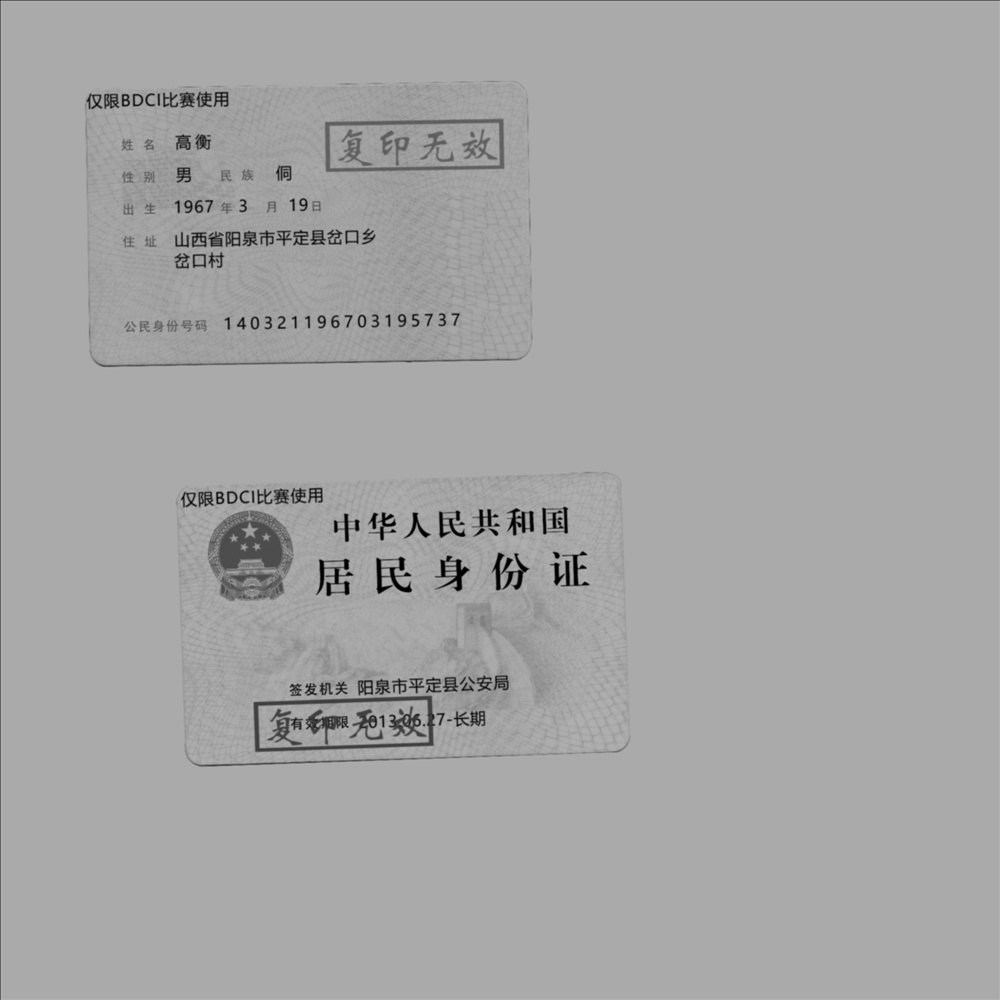 仅限BDCI比赛使用
姓名 高衡
复印无效
性别 男 民族 侗
出生 1967 年 3 月 19 日
住址 山西省阳泉市平定县岔口乡
岔口村
公民身份号码 140321196703195737
仅限BDCI比赛使用
中华人民共和国
居民身份证
签发机关 阳泉市平定县公安局
有效期限 2013.06.27-长期
复印无效